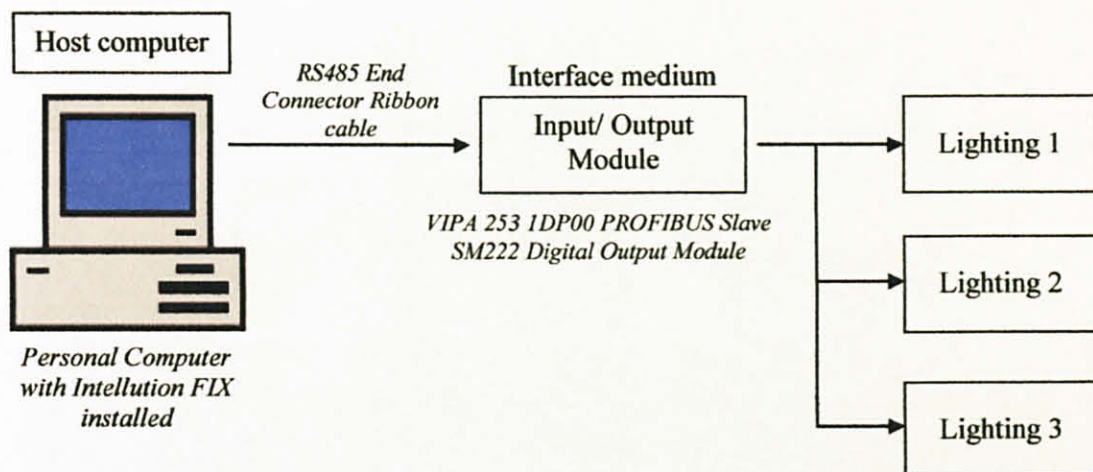 Host computer
RS485 End
Connector Ribbon
cable
Interface medium
Input/ Output
Module
VIPA 253 1DP00 PROFIBUS Slave
SM222 Digital Output Module
Lighting 1
Lighting 2
Lighting 3
Personal Computer
with Intellution FIX
installed